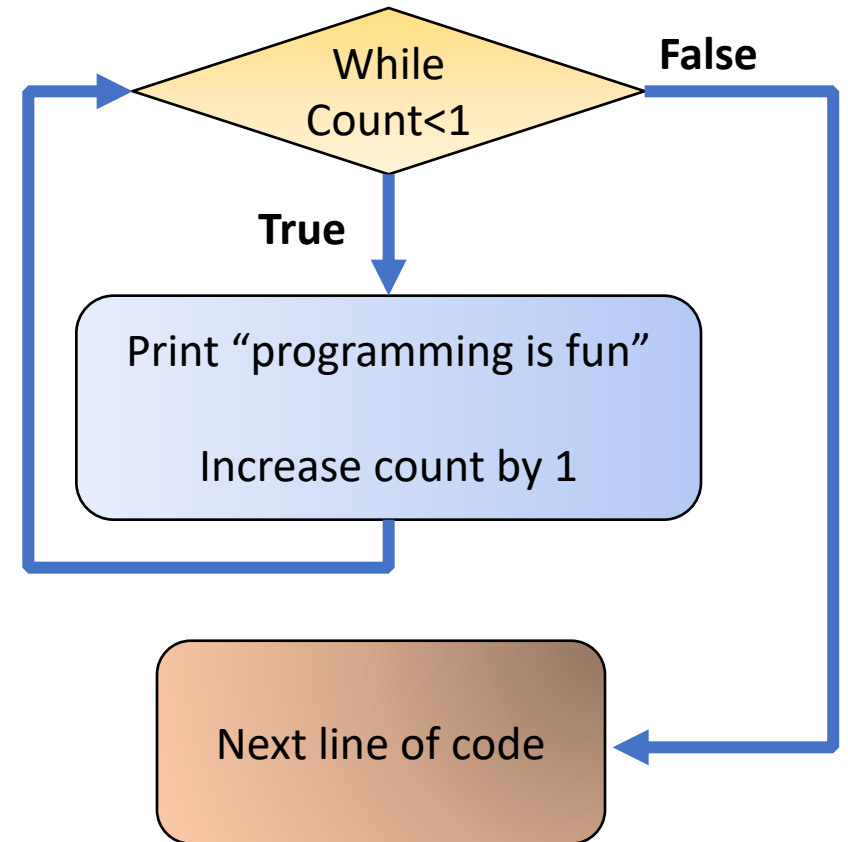 While
Count<1
False
True
Print “programming is fun”
Increase count by 1
Next line of code